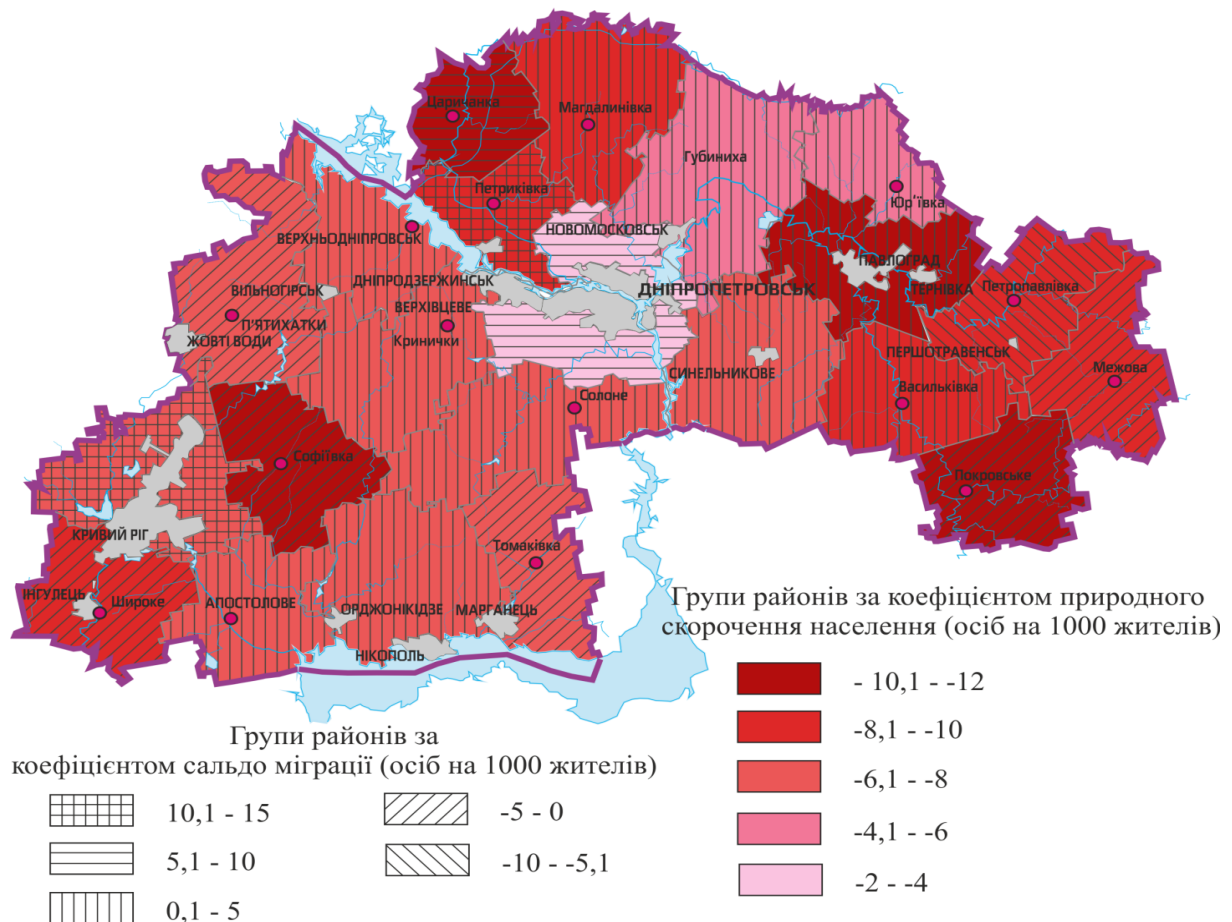 Царичанка
Магдалинівка
Губиниха
Петриківка
Юр'ївка
НОВОМОСКОВСЬК
ВЕРХНЬОДНІПРОВСЬК
ПАВЛОГРАД
ДНІПРОДЗЕРЖИНСЬК
ДНІПРОПЕТРОВСЬК
ТЕРНІВКА
Петропавлівка
ВІЛЬНОГІРСЬК
ВЕРХІВЦЕВЕ
П'ЯТИХАТКИ
ЖОВТІ ВОДИ
Кринички
ПЕРШОТРАВЕНСЬК
Межова
СИНЕЛЬНИКОВЕ
Васильківка
Солоне
Софіївка
Покровське
КРИВИЙ РІГ
Томаківка
ІНГУЛЕЦЬ
Широке
АПОСТОЛОВЕ
ОРДЖОНІКІДЗЕ
МАРГАНЕЦЬ
НІКОПОЛЬ
Групи районів за коефіцієнтом природного
скорочення населення (осіб на 1000 жителів)
- 10,1 - -12
-8,1 - -10
-6,1 - -8
-4,1 - -6
-2 - -4
Групи районів за
коефіцієнтом сальдо міграції (осіб на 1000 жителів)
10,1 - 15
5,1 - 10
0,1 - 5
-5 - 0
-10 - -5,1